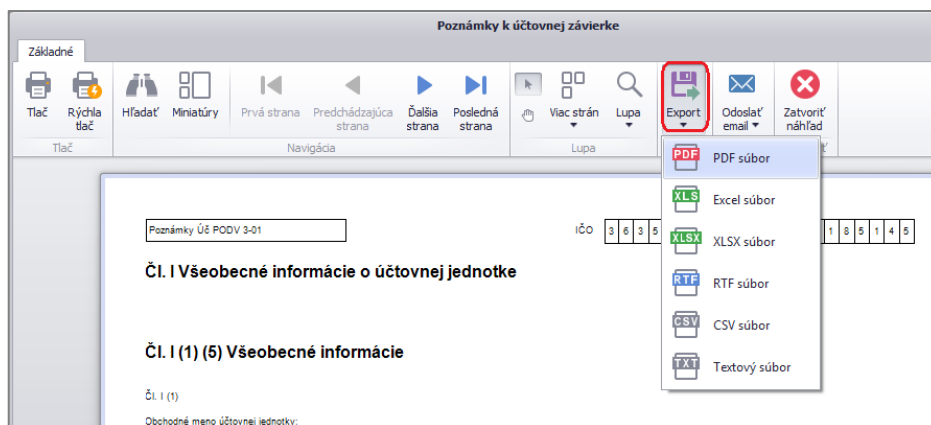 Poznámky k účtovnej závierke
Základné
Tlač
Rýchla
tlač
Hľadať
Miniatúry
Prvá strana
Predchádzajúca
strana
Ďalšia
strana
Posledná
strana
Viac strán
Lupa
Export
Odoslať
email
Zatvoriť
náhľad
Tlač
Navigácia
Lupa
PDF PDF súbor
XLS Excel súbor
XLSX XLSX súbor
RTF RTF súbor
CSV CSV súbor
TXT Textový súbor
Poznámky Úč PODV 3-01
IČO 3 6 3 5
1 8 5 1 4 5
Čl. I Všeobecné informácie o účtovnej jednotke
Čl. I (1) (5) Všeobecné informácie
Čl. I (1)
Obchodné meno účtovnej jednotky: